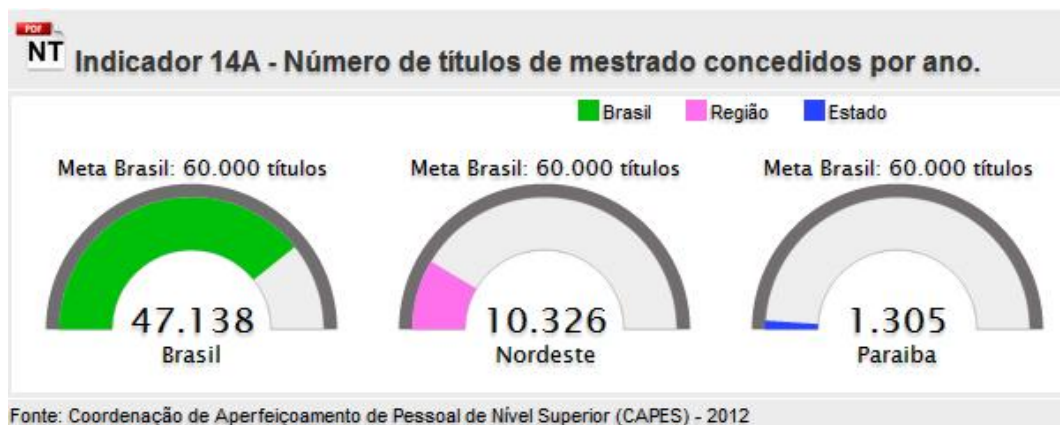 PDF
NT
Indicador 14A - Número de títulos de mestrado concedidos por ano.
Brasil Região Estado
Meta Brasil: 60.000 títulos
47.138
Brasil
Meta Brasil: 60.000 títulos
10.326
Nordeste
Meta Brasil: 60.000 títulos
1.305
Paraiba
Fonte: Coordenação de Aperfeiçoamento de Pessoal de Nível Superior (CAPES) - 2012